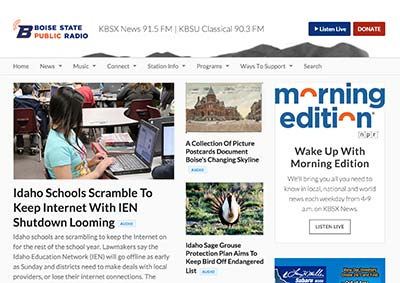 BOISE STATE
PUBLIC RADIO
KBSX News 91.5 FM | KBSU Classical 90.3 FM
Listen Live
DONATE
Home News Music Connect Station Info Programs Ways To Support Search
Idaho Schools Scramble To
Keep Internet With IEN
Shutdown Looming AUDIO
Idaho schools are scrambling to keep the Internet on
for the rest of the school year. Lawmakers say the
Idaho Education Network (IEN) will go offline as early
as Sunday and districts need to make deals with local
providers, or lose their internet connections. The
A Collection Of Picture
Postcards Document
Boise's Changing Skyline
AUDIO
Idaho Sage Grouse
Protection Plan Aims To
Keep Bird Off Endangered
List AUDIO
morning
edition
npr
Wake Up With
Morning Edition
We'll bring you all you need to
know in local, national and world
news each weekday from 4-9
a.m. on KBSX News.
LISTEN LIVE
Subaru